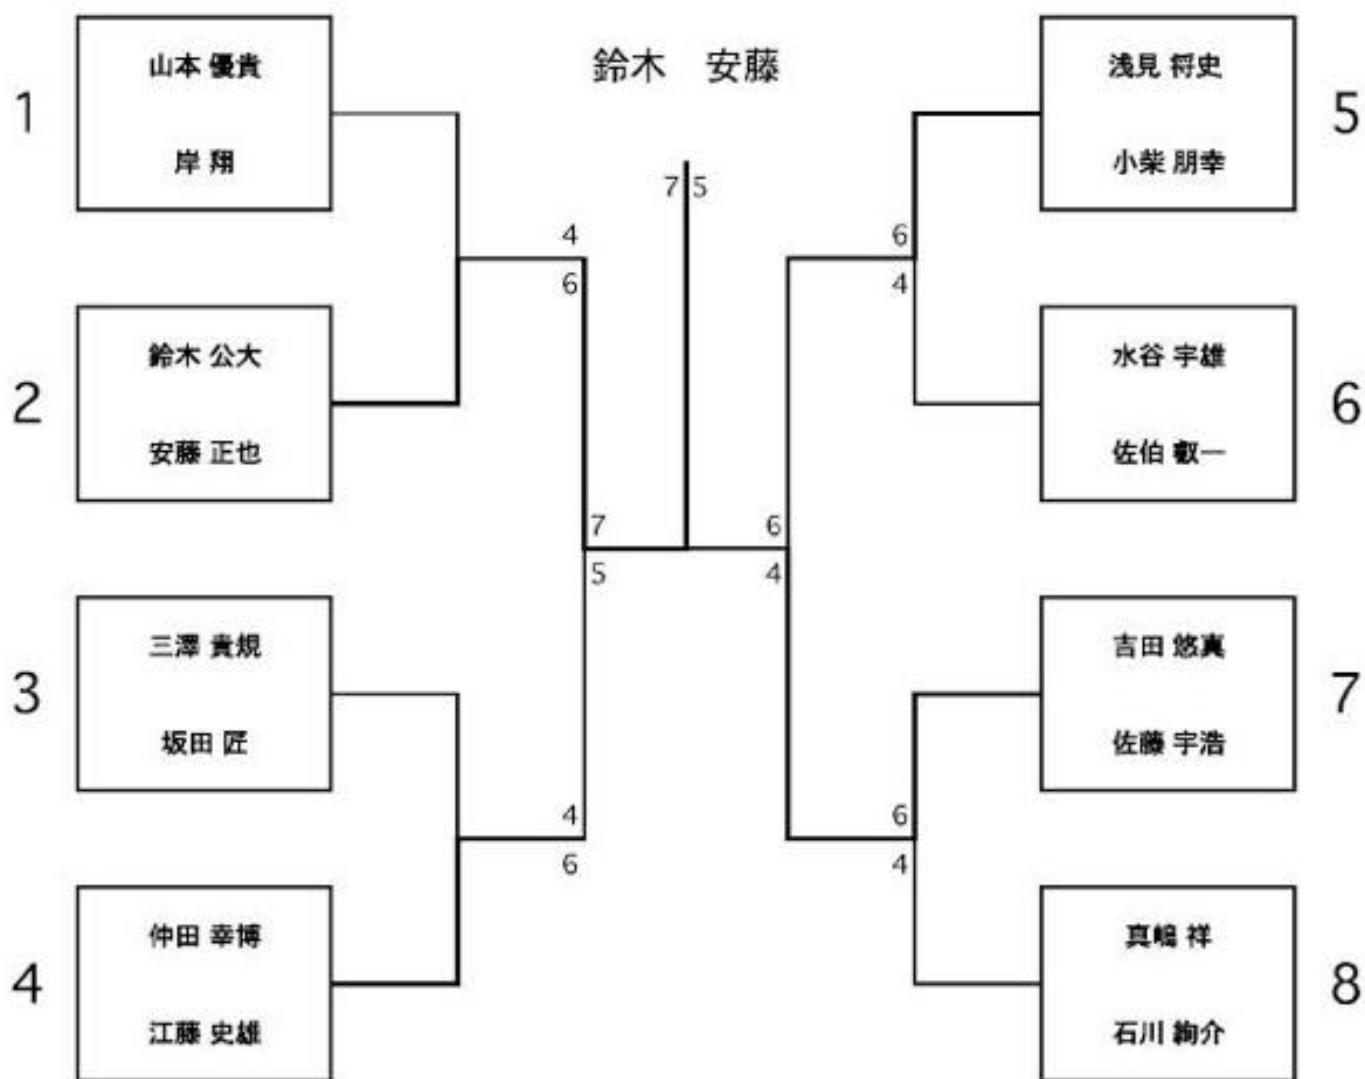 鈴木 安藤
7 5
1
山本 優貴
岸 翔
4
6
2
鈴木 公大
安藤 正也
7
5
3
三澤 貴規
坂田 匠
4
6
4
仲田 幸博
江藤 史雄
5
浅見 将史
小柴 朋幸
6
4
6
水谷 宇雄
佐伯 叡一
6
4
7
吉田 悠真
佐藤 宇浩
6
4
8
真嶋 祥
石川 絢介